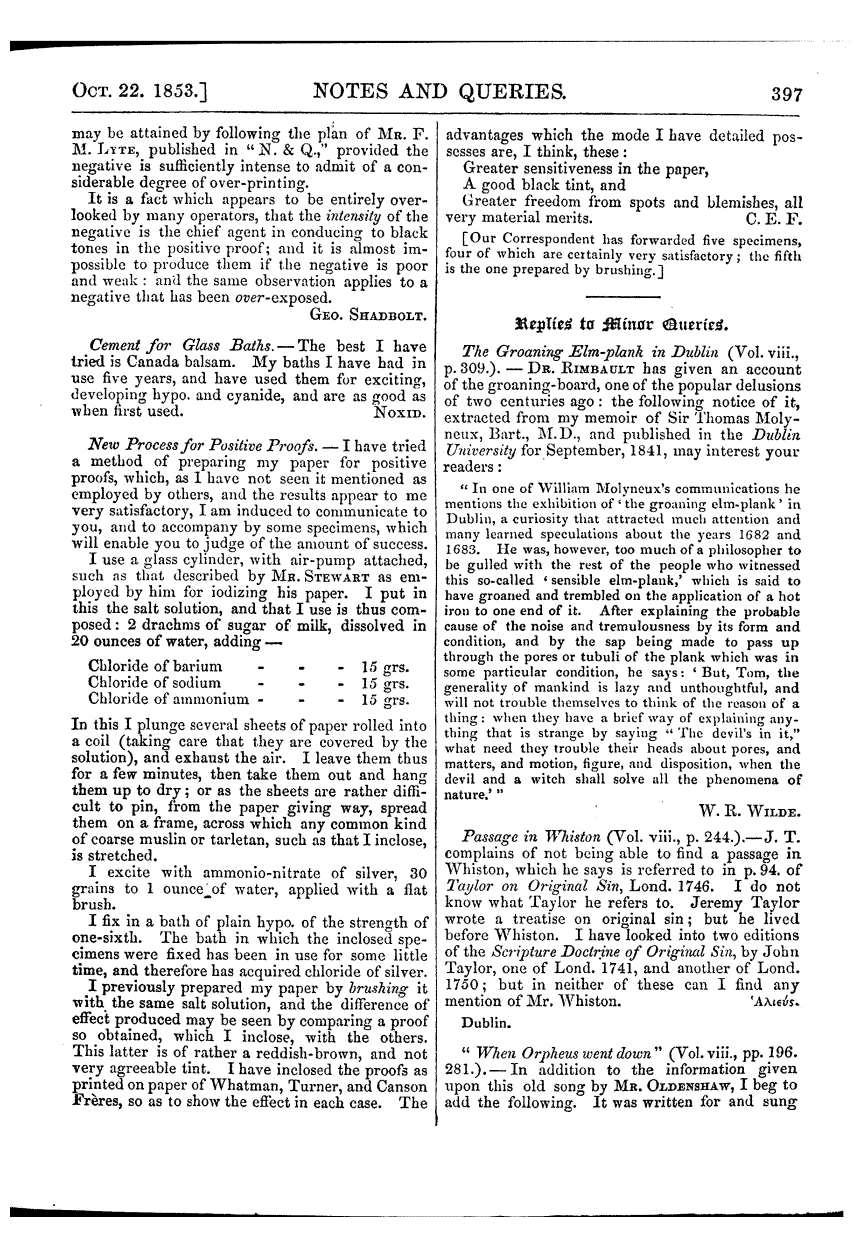 OCT. 22. 1853.] NOTES AND QUERIES. 397
may be attained by following the plan of MR. F.
M. LYTE, published in “N. & Q.,” provided the
negative is sufficiently intense to admit of a con-
siderable degree of over-printing.
It is a fact which appears to be entirely over-
looked by many operators, that the intensity of the
negative is the chief agent in conducing to black
tones in the positive proof; and it is almost im-
possible to produce them if the negative is poor
and weak: and the same observation applies to a
negative that has been over-exposed.
GEO. SHADBOLT.
Cement for Glass Baths.—The best I have
tried is Canada balsam. My baths I have had in
use five years, and have used them for exciting,
developing hypo. and cyanide, and are as good as
when first used. NOXID.
New Process for Positive Proofs. — I have tried
a method of preparing my paper for positive
proofs, which, as I have not seen it mentioned as
employed by others, and the results appear to me
very satisfactory, I am induced to communicate to
you, and to accompany by some specimens, which
will enable you to judge of the amount of success.
I use a glass cylinder, with air-pump attached,
such as that described by MR. STEWART as em-
ployed by him for iodizing his paper. I put in
this the salt solution, and that I use is thus com-
posed: 2 drachms of sugar of milk, dissolved in
20 ounces of water, adding —
Chloride of barium - - - 15 grs.
Chloride of sodium - - - 15 grs.
Chloride of ammonium - - - 15 grs.
In this I plunge several sheets of paper rolled into
a coil (taking care that they are covered by the
solution), and exhaust the air. I leave them thus
for a few minutes, then take them out and hang
them up to dry; or as the sheets are rather diffi-
cult to pin, from the paper giving way, spread
them on a frame, across which any common kind
of coarse muslin or tarletan, such as that I inclose,
is stretched.
I excite with ammonio-nitrate of silver, 30
grains to 1 ounce of water, applied with a flat
brush.
I fix in a bath of plain hypo. of the strength of
one-sixth. The bath in which the inclosed spe-
cimens were fixed has been in use for some little
time, and therefore has acquired chloride of silver.
I previously prepared my paper by brushing it
with the same salt solution, and the difference of
effect produced may be seen by comparing a proof
so obtained, which I inclose, with the others.
This latter is of rather a reddish-brown, and not
very agreeable tint. I have inclosed the proofs as
printed on paper of Whatman, Turner, and Canson
Frères, so as to show the effect in each case. The
advantages which the mode I have detailed pos-
sesses are, I think, these:
Greater sensitiveness in the paper,
A good black tint, and
Greater freedom from spots and blemishes, all
very material merits. C. E. F.
[Our Correspondent has forwarded five specimens,
four of which are certainly very satisfactory; the fifth
is the one prepared by brushing.]
Replies to Minor Queries.
The Groaning Elm-plank in Dublin (Vol. viii.,
p. 309.). — DR. RIMBAULT has given an account
of the groaning-board, one of the popular delusions
of two centuries ago: the following notice of it,
extracted from my memoir of Sir Thomas Moly-
neux, Bart., M.D., and published in the Dublin
University for September, 1841, may interest your
readers:
“In one of William Molyneux's communications he
mentions the exhibition of ‘the groaning elm-plank’ in
Dublin, a curiosity that attracted much attention and
many learned speculations about the years 1682 and
1683. He was, however, too much of a philosopher to
be gulled with the rest of the people who witnessed
this so-called ‘sensible elm-plank,’ which is said to
have groaned and trembled on the application of a hot
iron to one end of it. After explaining the probable
cause of the noise and tremulousness by its form and
condition, and by the sap being made to pass up
through the pores or tubuli of the plank which was in
some particular condition, he says: ‘But, Tom, the
generality of mankind is lazy and unthoughtful, and
will not trouble themselves to think of the reason of a
thing: when they have a brief way of explaining any-
thing that is strange by saying “The devil's in it,”
what need they trouble their heads about pores, and
matters, and motion, figure, and disposition, when the
devil and a witch shall solve all the phenomena of
nature.’”
W. R. WILDE.
Passage in Whiston (Vol. viii., p. 244.).—J. T.
complains of not being able to find a passage in
Whiston, which he says is referred to in p. 94. of
Taylor on Original Sin, Lond. 1746. I do not
know what Taylor he refers to. Jeremy Taylor
wrote a treatise on original sin; but he lived
before Whiston. I have looked into two editions
of the Scripture Doctrine of Original Sin, by John
Taylor, one of Lond. 1741, and another of Lond.
1750; but in neither of these can I find any
mention of Mr. Whiston. Ἁλιεύς.
Dublin.
“When Orpheus went down” (Vol. viii., pp. 196.
281.).—In addition to the information given
upon this old song by MR. OLDENSHAW, I beg to
add the following. It was written for and sung